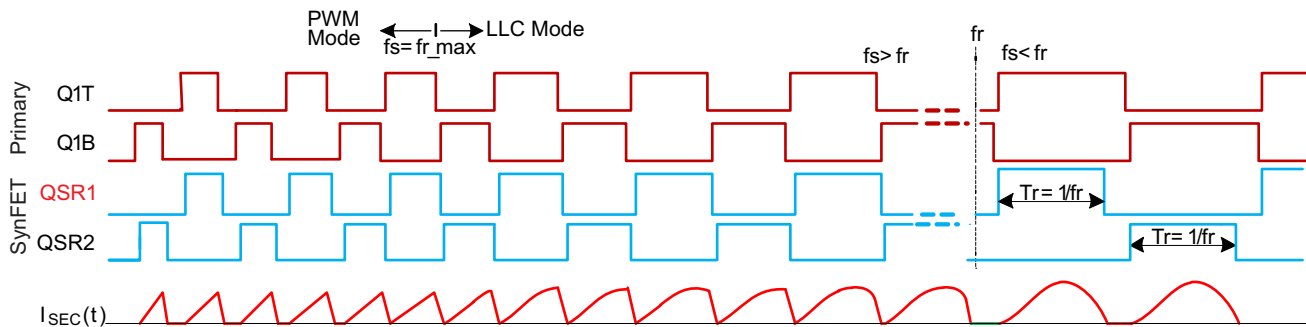 PWM Mode
LLC Mode
fs= fr_max
fr
fs> fr
fs< fr
Primary
Q1T
Q1B
SynFET
QSR1
QSR2
Tr= 1/fr
Tr= 1/fr
ISEC(t)